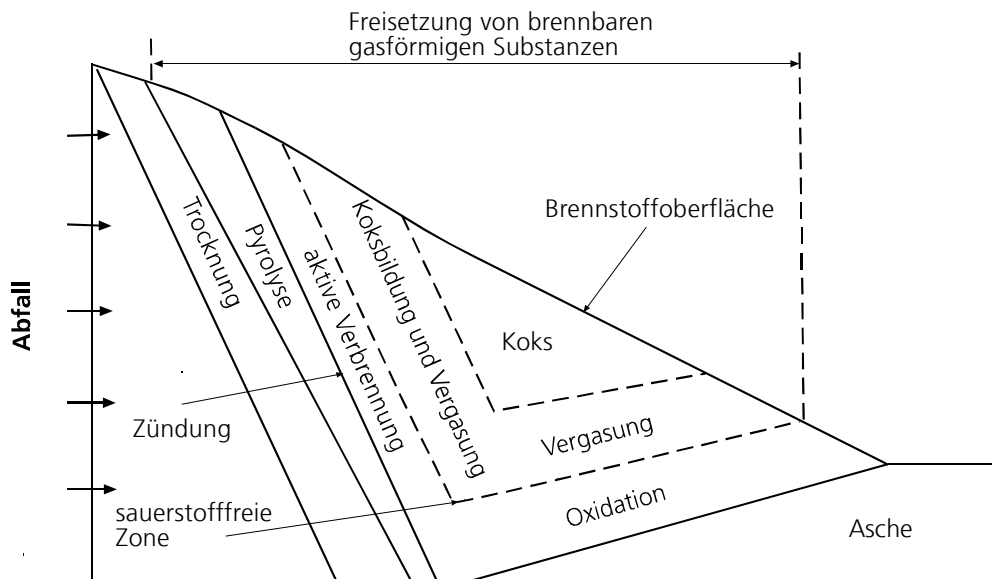 Freisetzung von brennbaren
gasförmigen Substanzen
Brennstoffoberfläche
Abfall
Trocknung
Pyrolyse
aktive Verbrennung
Koksbildung und Vergasung
Koks
Vergasung
Zündung
sauerstofffreie
Zone
Oxidation
Asche